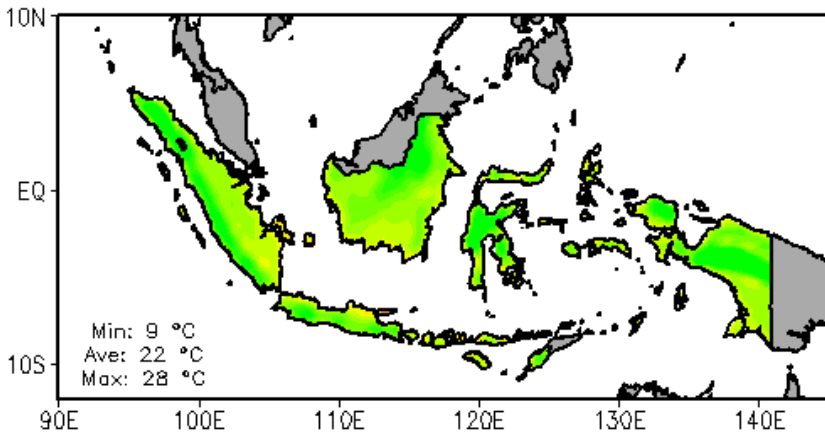 10N
EQ
10S
Min: 9 °C
Ave: 22 °C
Max: 28 °C
90E 100E 110E 120E 130E 140E